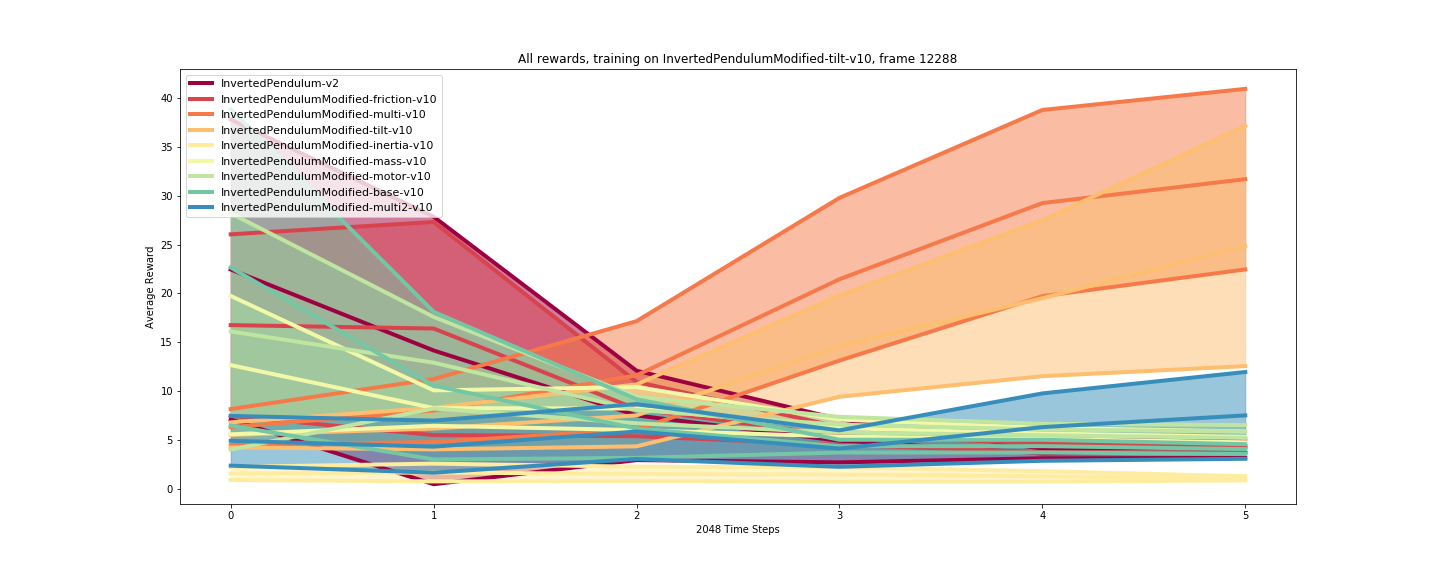 All rewards, training on InvertedPendulumModified-tilt-v10, frame 12288
InvertedPendulum-v2
InvertedPendulumModified-friction-v10
InvertedPendulumModified-multi-v10
InvertedPendulumModified-tilt-v10
InvertedPendulumModified-inertia-v10
InvertedPendulumModified-mass-v10
InvertedPendulumModified-motor-v10
InvertedPendulumModified-base-v10
InvertedPendulumModified-multi2-v10
40
35
30
25
20
15
10
5
0
Average Reward
0 1 2 3 4 5
2048 Time Steps